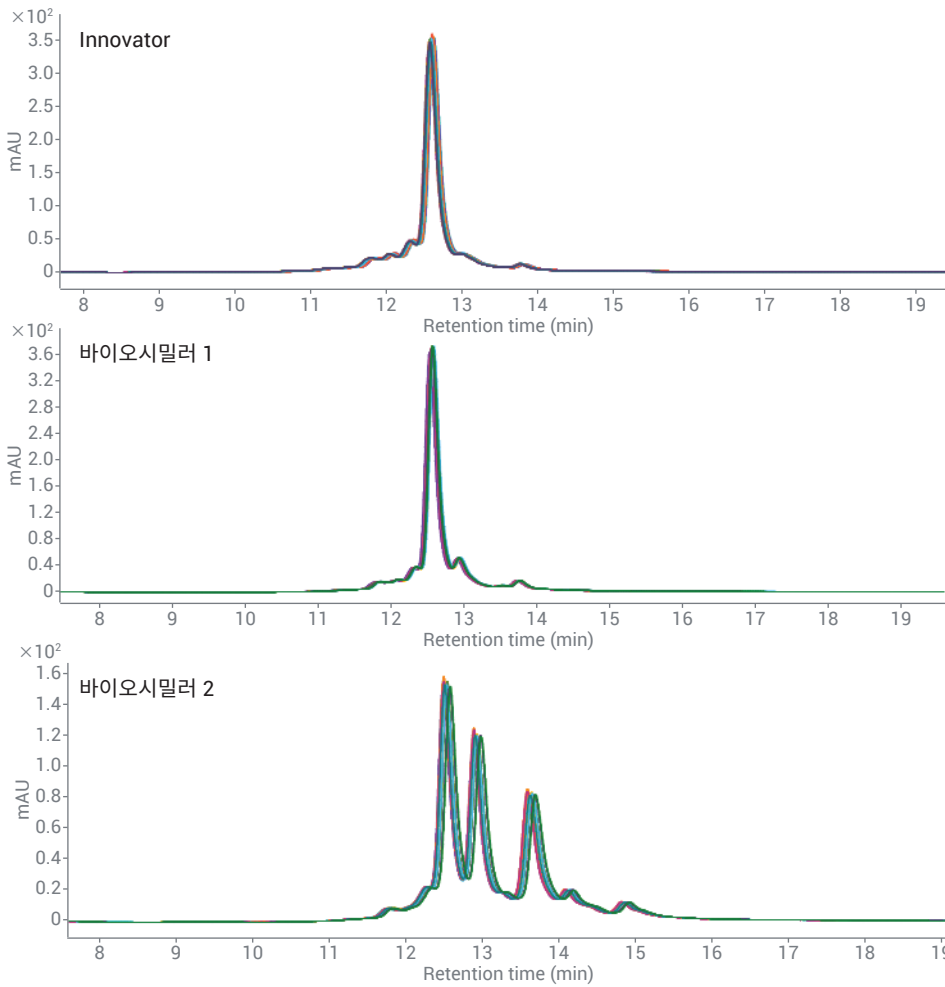 ×10²
Innovator
3.5
3.0
2.5
2.0
1.5
1.0
0.5
0
mAU
8 9 10 11 12 13 14 15 16 17 18 19
Retention time (min)
×10²
바이오시밀러 1
3.6
3.2
2.8
2.4
2.0
1.6
1.2
0.8
0.4
0
mAU
8 9 10 11 12 13 14 15 16 17 18 19
Retention time (min)
×10²
바이오시밀러 2
1.6
1.4
1.2
1.0
0.8
0.6
0.4
0.2
0
mAU
8 9 10 11 12 13 14 15 16 17 18 19
Retention time (min)